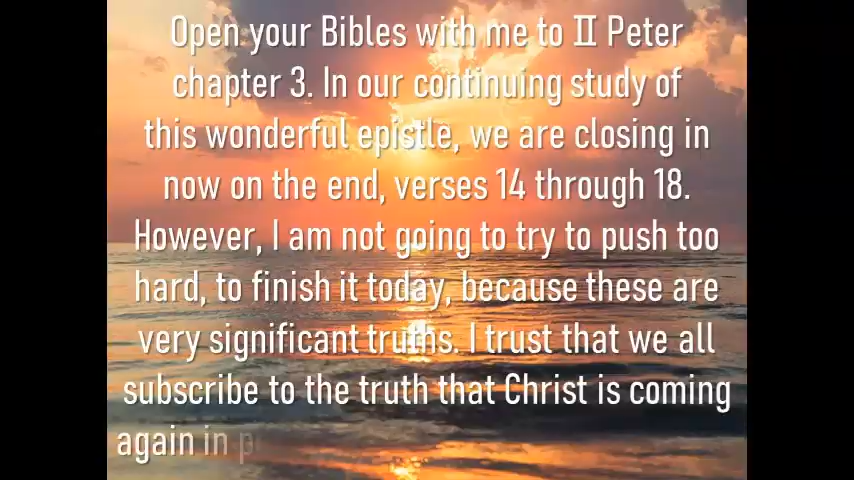 Open your Bibles with me to Ⅱ Peter
chapter 3. In our continuing study of
this wonderful epistle, we are closing in
now on the end, verses 14 through 18.
However, I am not going to try to push too
hard, to finish it today, because these are
very significant truths. I trust that we all
subscribe to the truth that Christ is coming
again in